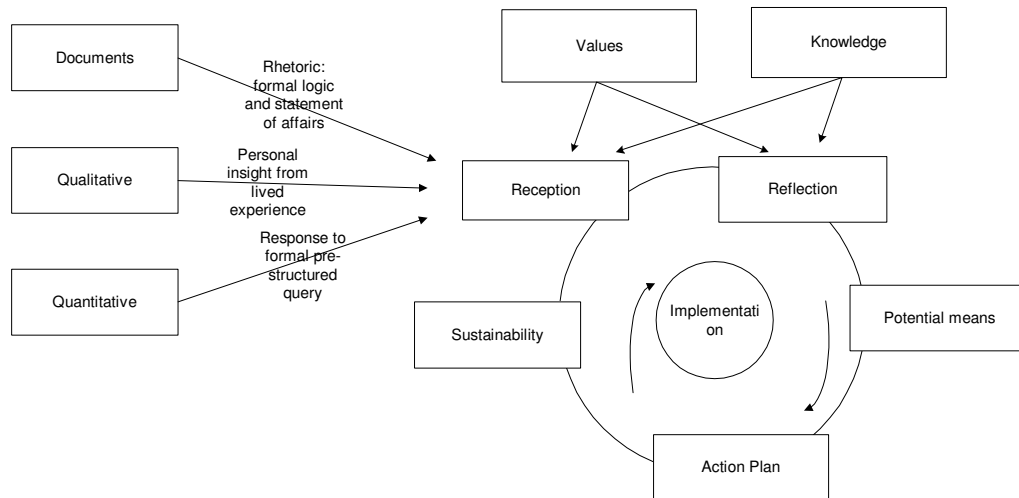 Documents
Rhetoric:
formal logic
and statement
of affairs
Values
Knowledge
Qualitative
Personal
insight from
lived
experience
Reception
Reflection
Quantitative
Response to
formal pre-
structured
query
Sustainability
Implementati
on
Potential means
Action Plan